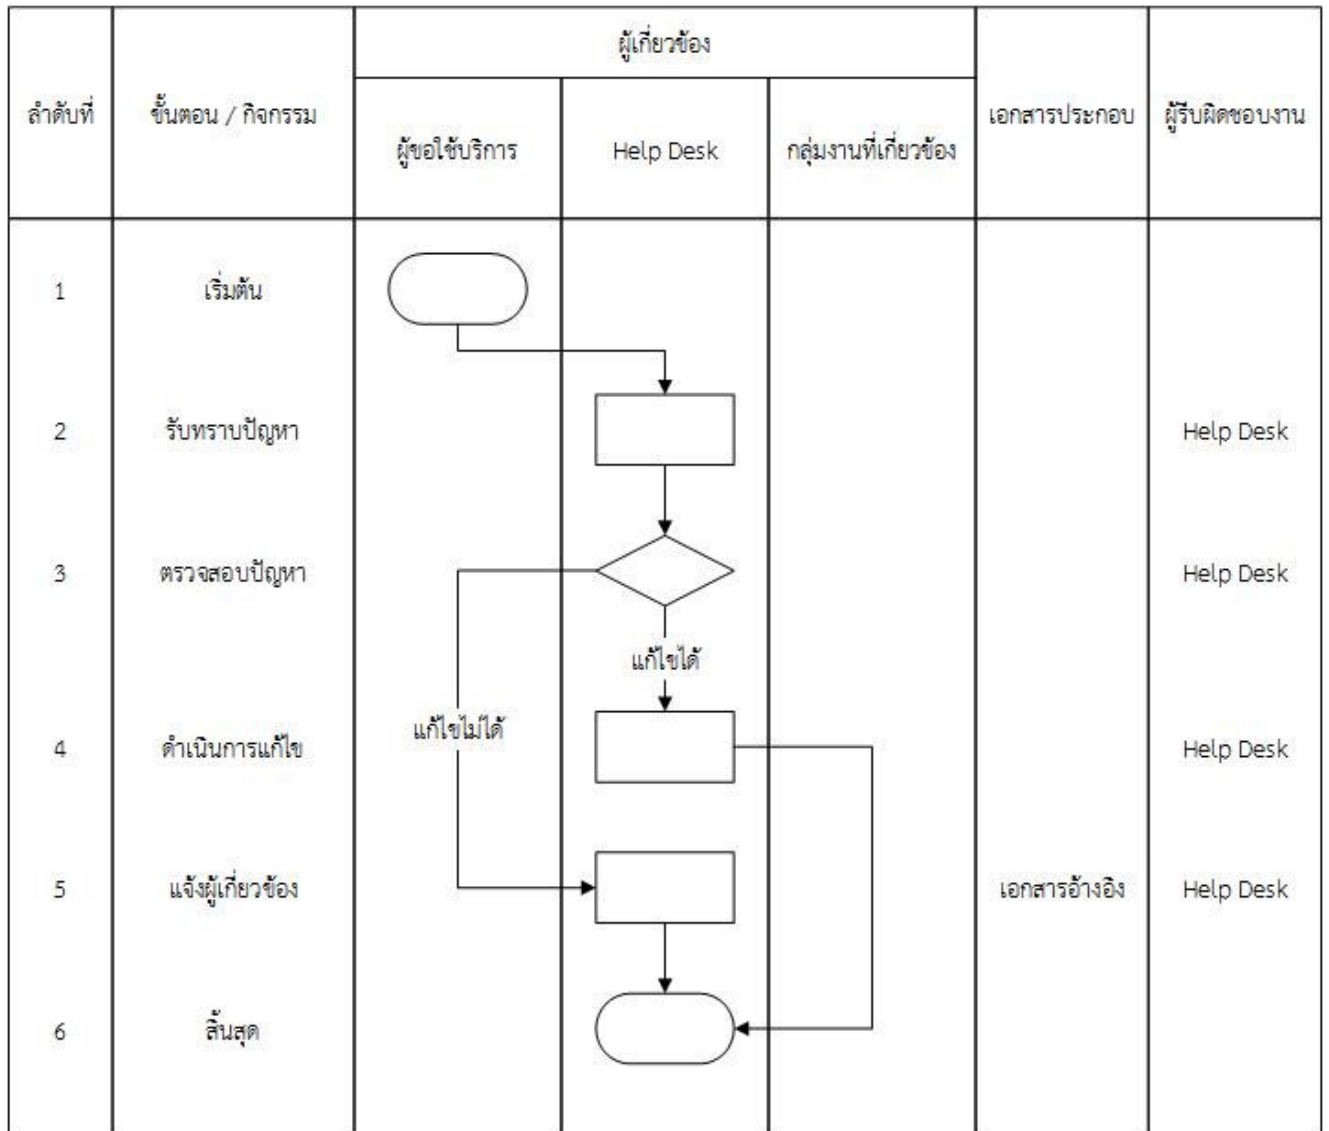 ผู้เกี่ยวข้อง
ลำดับที่
ขั้นตอน / กิจกรรม
ผู้ขอใช้บริการ
Help Desk
กลุ่มงานที่เกี่ยวข้อง
เอกสารประกอบ
ผู้รีบผิดชอบงาน
1
เริ่มต้น
2
รับทราบปัญหา
Help Desk
3
ตรวจสอบปัญหา
Help Desk
แก้ไขได้
แก้ไขไม่ได้
4
ดำเนินการแก้ไข
Help Desk
5
แจ้งผู้เกี่ยวข้อง
เอกสารอ้างอิง
Help Desk
6
สิ้นสุด